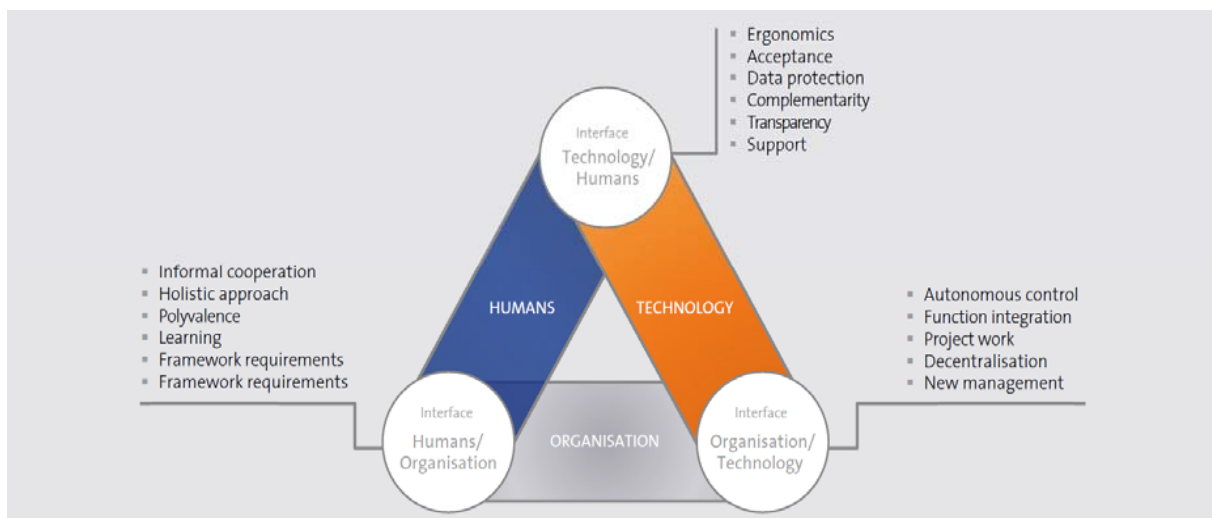 Ergonomics
Acceptance
Data protection
Complementarity
Transparency
Support
Interface
Technology/
Humans
Informal cooperation
Holistic approach
Polyvalence
Learning
Framework requirements
Framework requirements
HUMANS
TECHNOLOGY
Autonomous control
Function integration
Project work
Decentralisation
New management
Interface
Humans/
Organisation
ORGANISATION
Interface
Organisation/
Technology